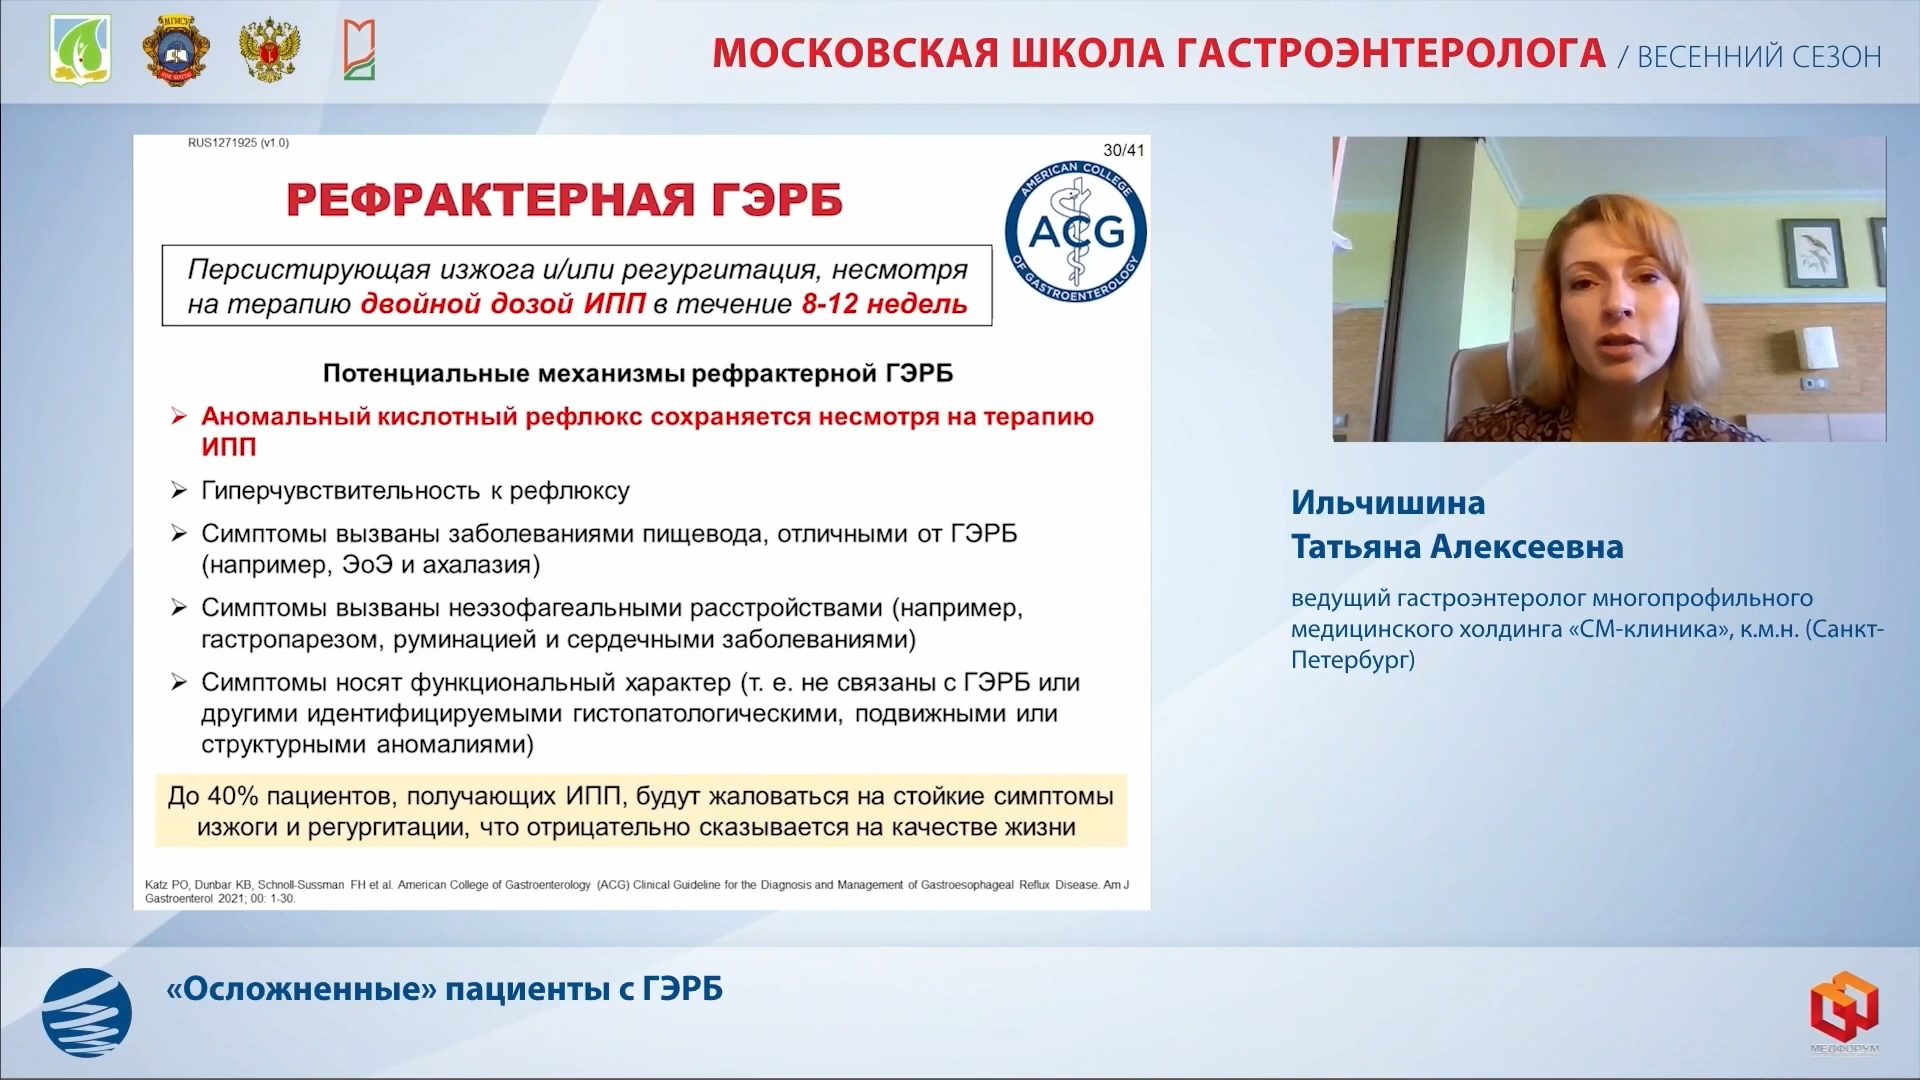 МГИСУ
МОСКОВСКАЯ ШКОЛА ГАСТРОЭНТЕРОЛОГА / ВЕСЕННИЙ СЕЗОН
RUS1271925 (v1.0)
30/41
РЕФРАКТЕРНАЯ ГЭРБ
AMERICAN COLLEGE
ACG
OF GASTROENTEROLOGY
Персистирующая изжога и/или регургитация, несмотря
на терапию двойной дозой ИПП в течение 8-12 недель
Потенциальные механизмы рефрактерной ГЭРБ
➢ Аномальный кислотный рефлюкс сохраняется несмотря на терапию
ИПП
➢ Гиперчувствительность к рефлюксу
➢ Симптомы вызваны заболеваниями пищевода, отличными от ГЭРБ
(например, ЭоЭ и ахалазия)
➢ Симптомы вызваны неэзофагеальными расстройствами (например,
гастропарезом, руминацией и сердечными заболеваниями)
➢ Симптомы носят функциональный характер (т. е. не связаны с ГЭРБ или
другими идентифицируемыми гистопатологическими, подвижными или
структурными аномалиями)
До 40% пациентов, получающих ИПП, будут жаловаться на стойкие симптомы
изжоги и регургитации, что отрицательно сказывается на качестве жизни
Katz PO, Dunbar KB, Schnoll-Sussman FH et al. American College of Gastroenterology (ACG) Clinical Guideline for the Diagnosis and Management of Gastroesophageal Reflux Disease. Am J
Gastroenterol 2021; 00: 1-30.
Ильчишина
Татьяна Алексеевна
ведущий гастроэнтеролог многопрофильного
медицинского холдинга «СМ-клиника», к.м.н. (Санкт-
Петербург)
«Осложненные» пациенты с ГЭРБ
МЕДФОРУМ